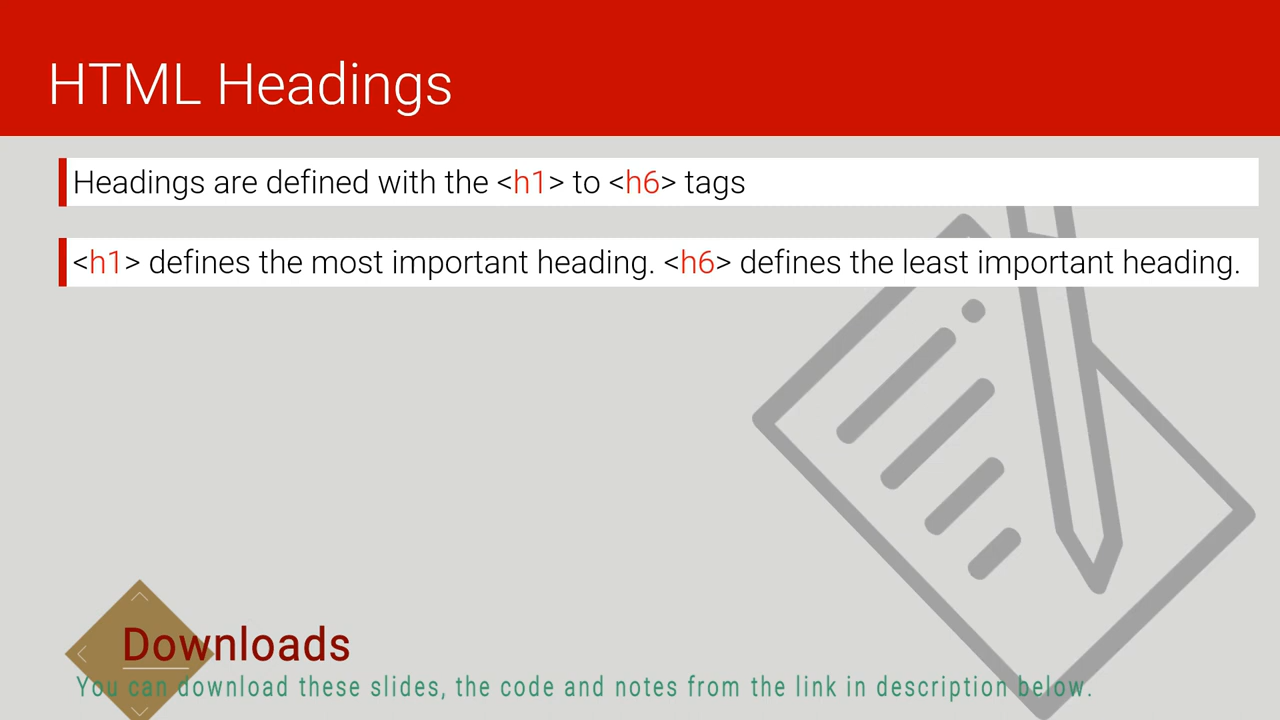 HTML Headings
Headings are defined with the <h1> to <h6> tags
<h1> defines the most important heading. <h6> defines the least important heading.
Downloads
You can download these slides, the code and notes from the link in description below.